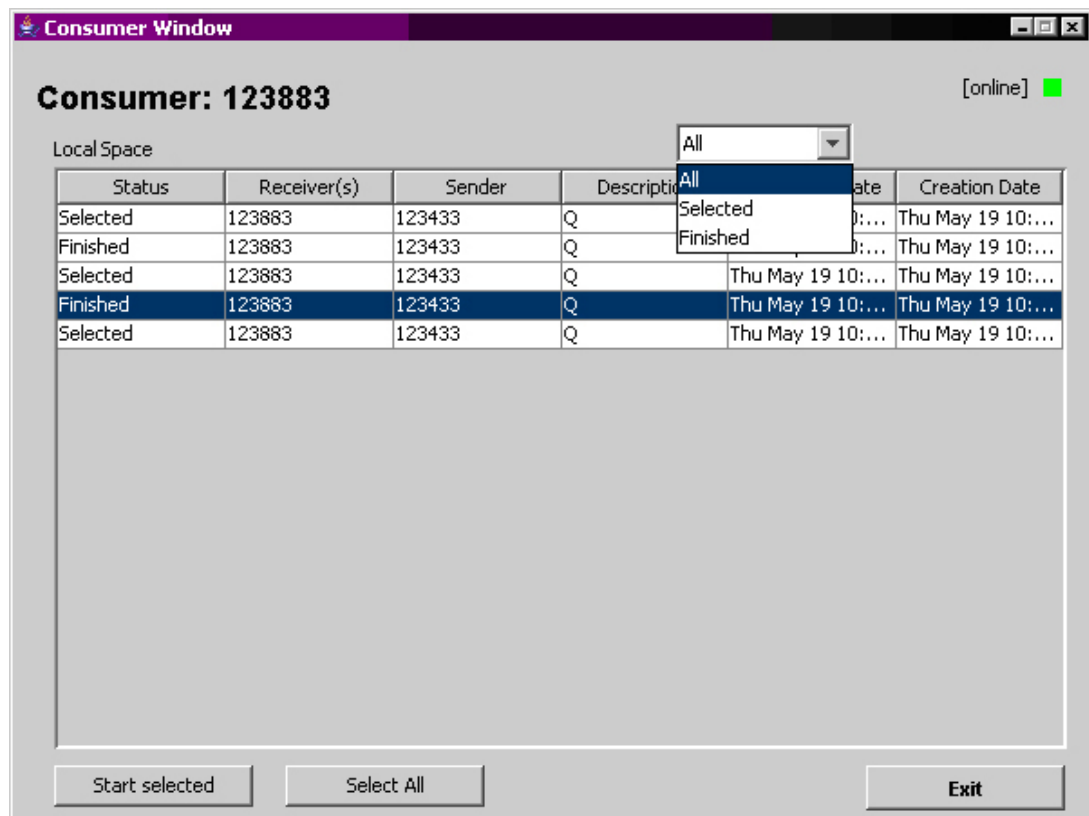 Consumer Window
Consumer: 123883
[online]
Local Space
All
Status Receiver(s) Sender Creation Date
All
Selected
Finished
Selected 123883 123433 Q Thu May 19 10:...
Finished 123883 123433 Q Thu May 19 10:...
Selected 123883 123433 Q Thu May 19 10:... Thu May 19 10:...
Finished 123883 123433 Q Thu May 19 10:... Thu May 19 10:...
Selected 123883 123433 Q Thu May 19 10:... Thu May 19 10:...
Start selected
Select All
Exit